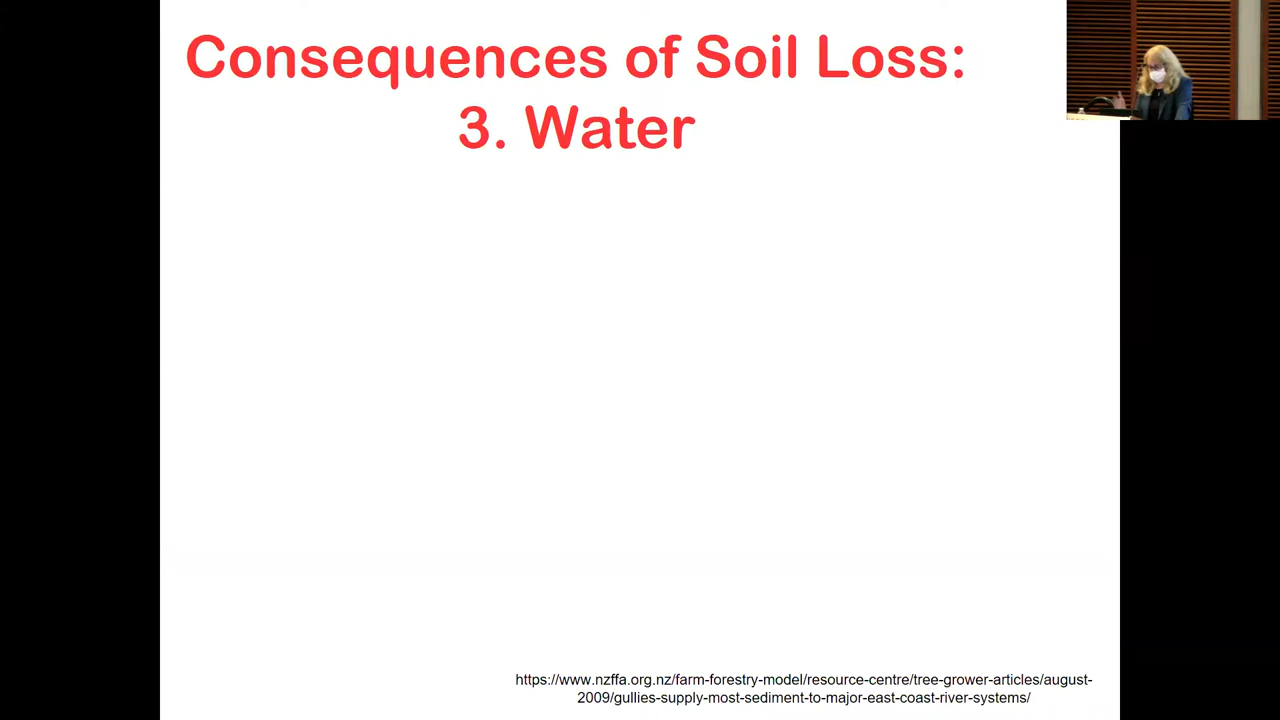 Consequences of Soil Loss:
3. Water
https://www.nzffa.org.nz/farm-forestry-model/resource-centre/tree-grower-articles/august-
2009/gullies-supply-most-sediment-to-major-east-coast-river-systems/